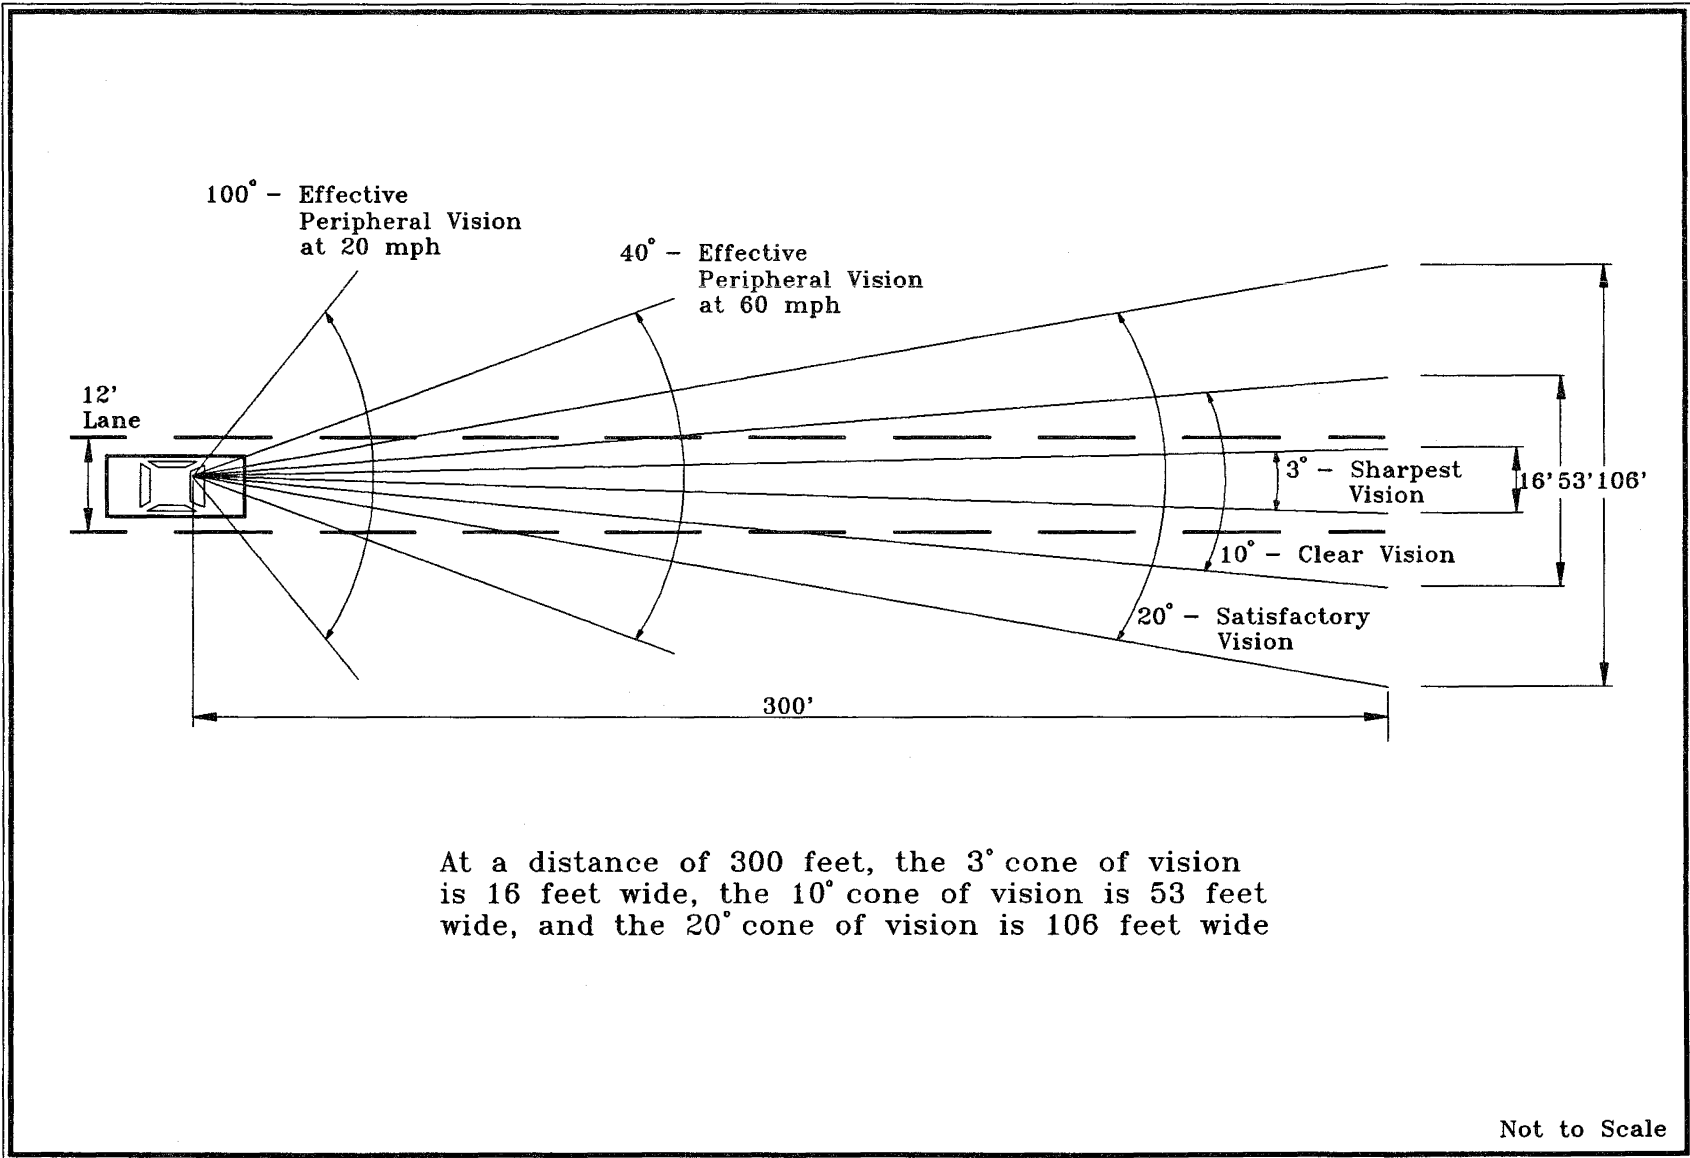 100° - Effective
Peripheral Vision
at 20 mph
40° - Effective
Peripheral Vision
at 60 mph
12'
Lane
3° - Sharpest
Vision
16' 53' 106'
10° - Clear Vision
20° - Satisfactory
Vision
300'
At a distance of 300 feet, the 3° cone of vision
is 16 feet wide, the 10° cone of vision is 53 feet
wide, and the 20° cone of vision is 106 feet wide
Not to Scale